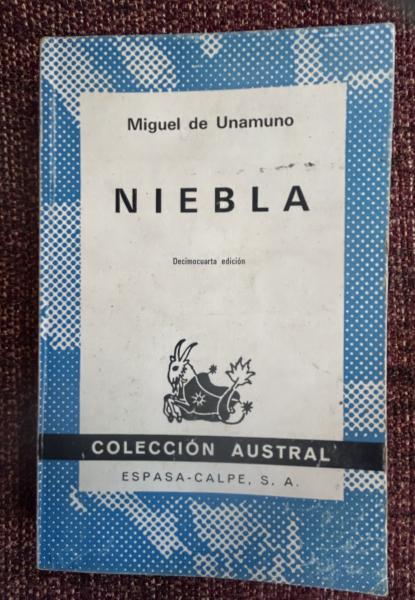 Miguel de Unamuno
NIEBLA
Decimocuarta edición
COLECCIÓN AUSTRAL
ESPASA-CALPE, S. A.